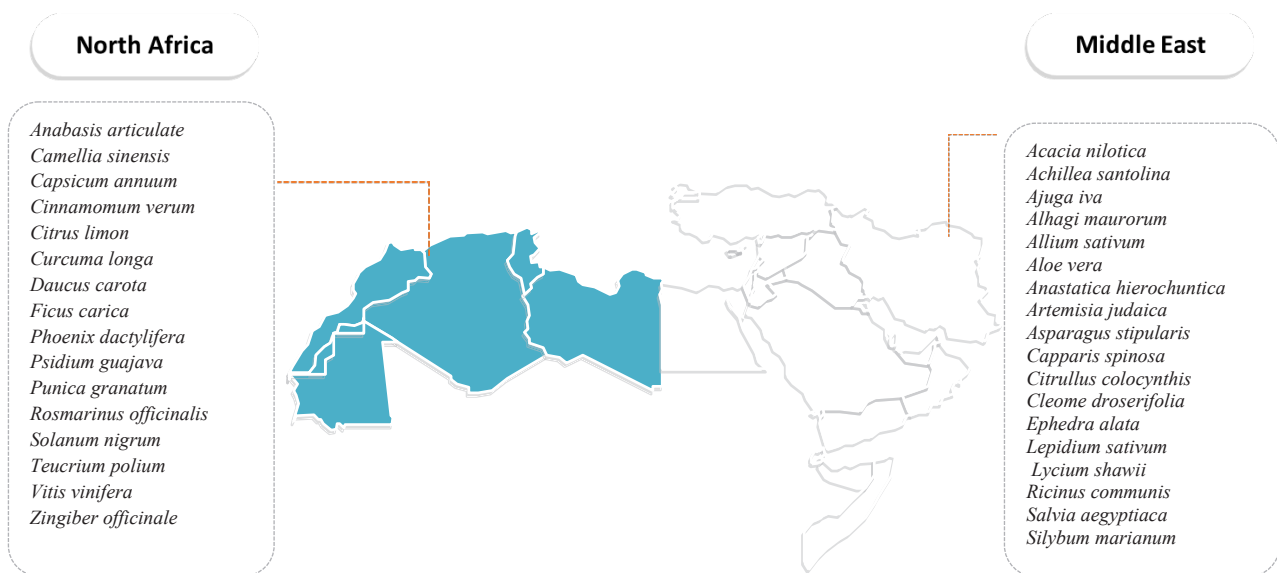 North Africa
Anabasis articulate
Camellia sinensis
Capsicum annuum
Cinnamomum verum
Citrus limon
Curcuma longa
Daucus carota
Ficus carica
Phoenix dactylifera
Psidium guajava
Punica granatum
Rosmarinus officinalis
Solanum nigrum
Teucrium polium
Vitis vinifera
Zingiber officinale
Middle East
Acacia nilotica
Achillea santolina
Ajuga iva
Alhagi maurorum
Allium sativum
Aloe vera
Anastatica hierochuntica
Artemisia judaica
Asparagus stipularis
Capparis spinosa
Citrullus colocynthis
Cleome droserifolia
Ephedra alata
Lepidium sativum
Lycium shawii
Ricinus communis
Salvia aegyptiaca
Silybum marianum